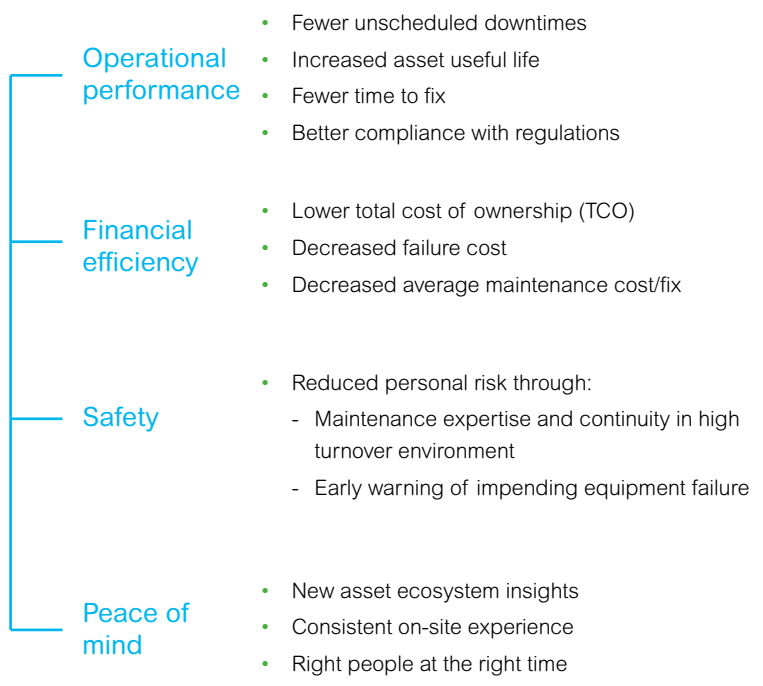 Operational
performance
• Fewer unscheduled downtimes
• Increased asset useful life
• Fewer time to fix
• Better compliance with regulations
Financial
efficiency
• Lower total cost of ownership (TCO)
• Decreased failure cost
• Decreased average maintenance cost/fix
Safety
• Reduced personal risk through:
- Maintenance expertise and continuity in high
turnover environment
- Early warning of impending equipment failure
Peace of
mind
• New asset ecosystem insights
• Consistent on-site experience
• Right people at the right time